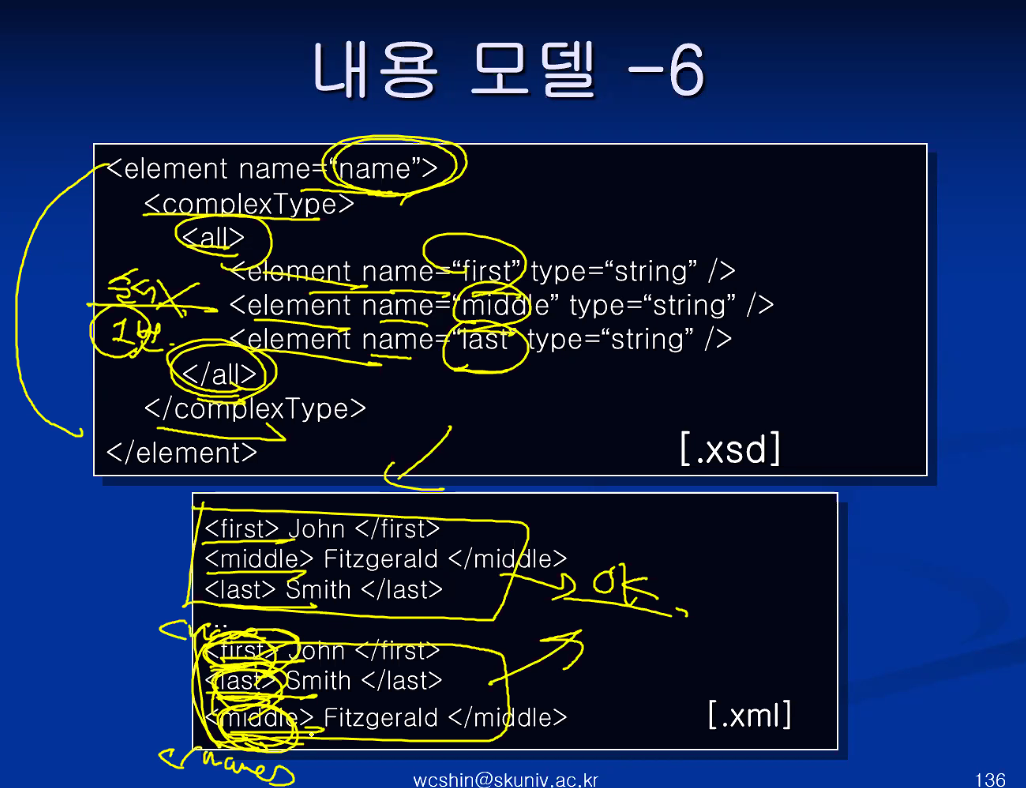 내용 모델 -6
<element name=“name”>
<complexType>
<all>
<element name=“first” type=“string” />
<element name=“middle” type=“string” />
<element name=“last” type=“string” />
순서X
1번
</all>
</complexType>
</element>
[.xsd]
<first> John </first>
<middle> Fitzgerald </middle>
<last> Smith </last>
OK
...
<name>
<first> John </first>
<last> Smith </last>
<middle> Fitzgerald </middle>
[.xml]
</name>
wcshin@skuniv.ac.kr
136